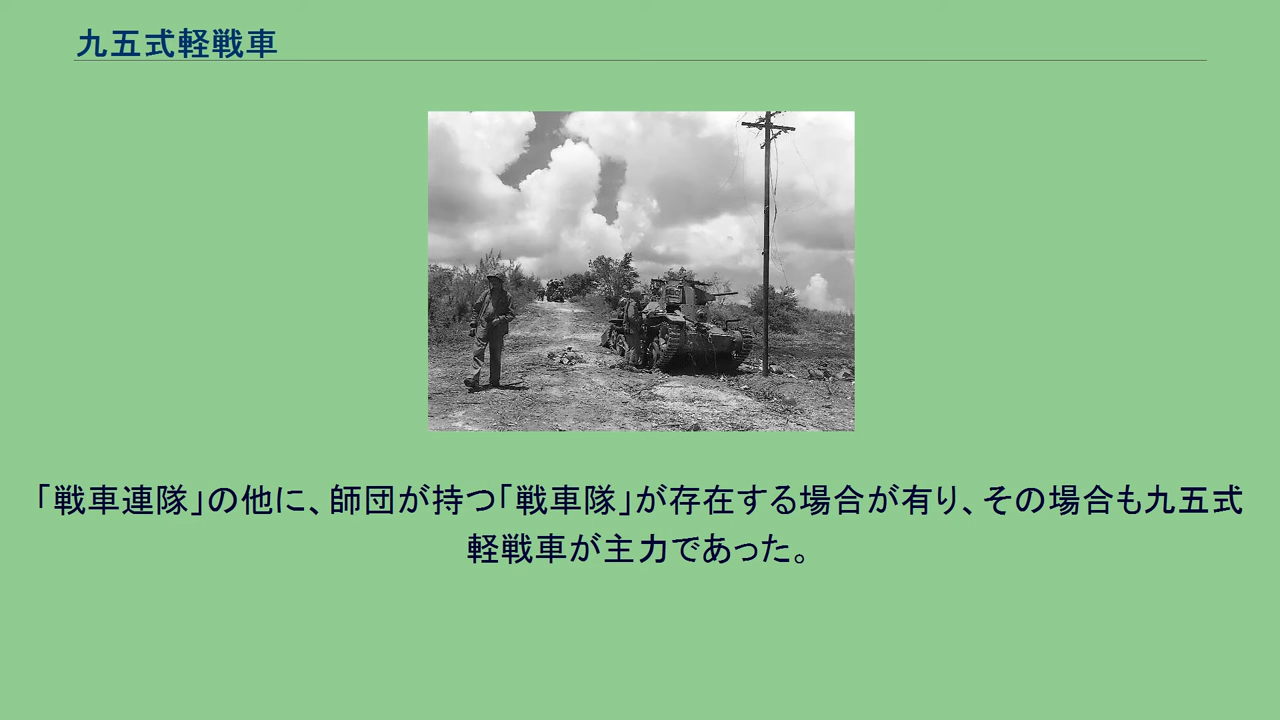 九五式軽戦車
「戦車連隊」の他に、師団が持つ「戦車隊」が存在する場合が有り、その場合も九五式
軽戦車が主力であった。